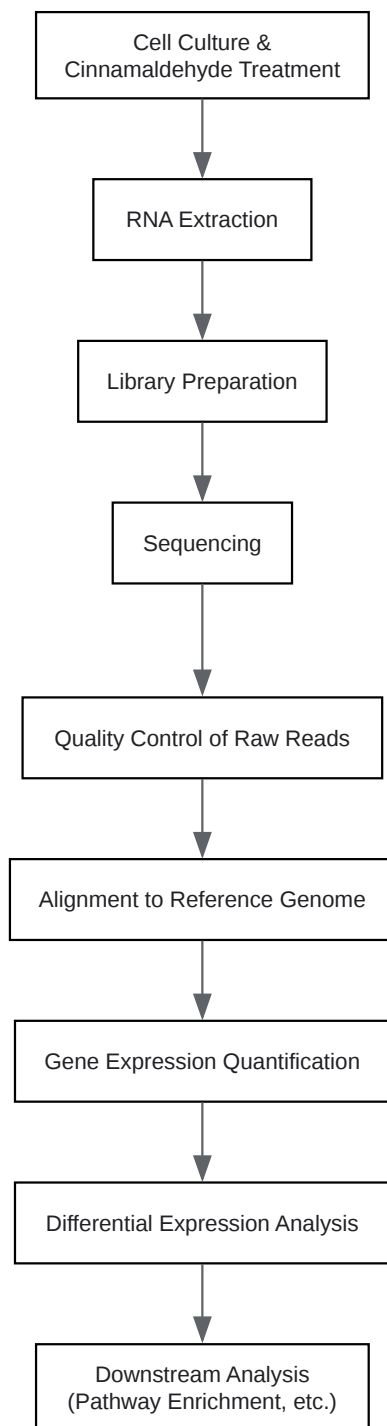 Cell Culture &
Cinnamaldehyde Treatment
RNA Extraction
Library Preparation
Sequencing
Quality Control of Raw Reads
Alignment to Reference Genome
Gene Expression Quantification
Differential Expression Analysis
Downstream Analysis
(Pathway Enrichment, etc.)